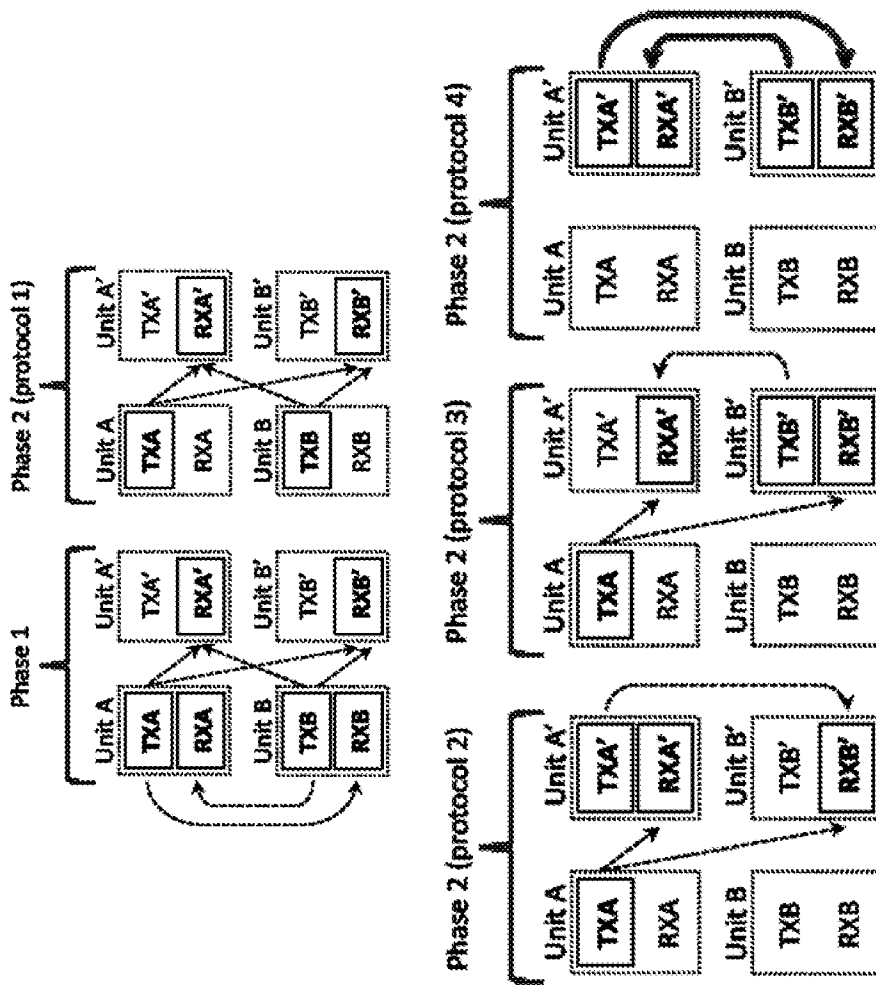 Phase 1
Unit A
TXA
RXA
Unit B
TXB
RXB
Unit A'
TXA'
RXA'
Unit B'
TXB'
RXB'
Phase 2 (protocol 1)
Unit A
TXA
RXA
Unit B
TXB
RXB
Unit A'
TXA'
RXA'
Unit B'
TXB'
RXB'
Phase 2 (protocol 2)
Unit A
TXA
RXA
Unit B
TXB
RXB
Unit A'
TXA'
RXA'
Unit B'
TXB'
RXB'
Phase 2 (protocol 3)
Unit A
TXA
RXA
Unit B
TXB
RXB
Unit A'
TXA'
RXA'
Unit B'
TXB'
RXB'
Phase 2 (protocol 4)
Unit A
TXA
RXA
Unit B
TXB
RXB
Unit A'
TXA'
RXA'
Unit B'
TXB'
RXB'